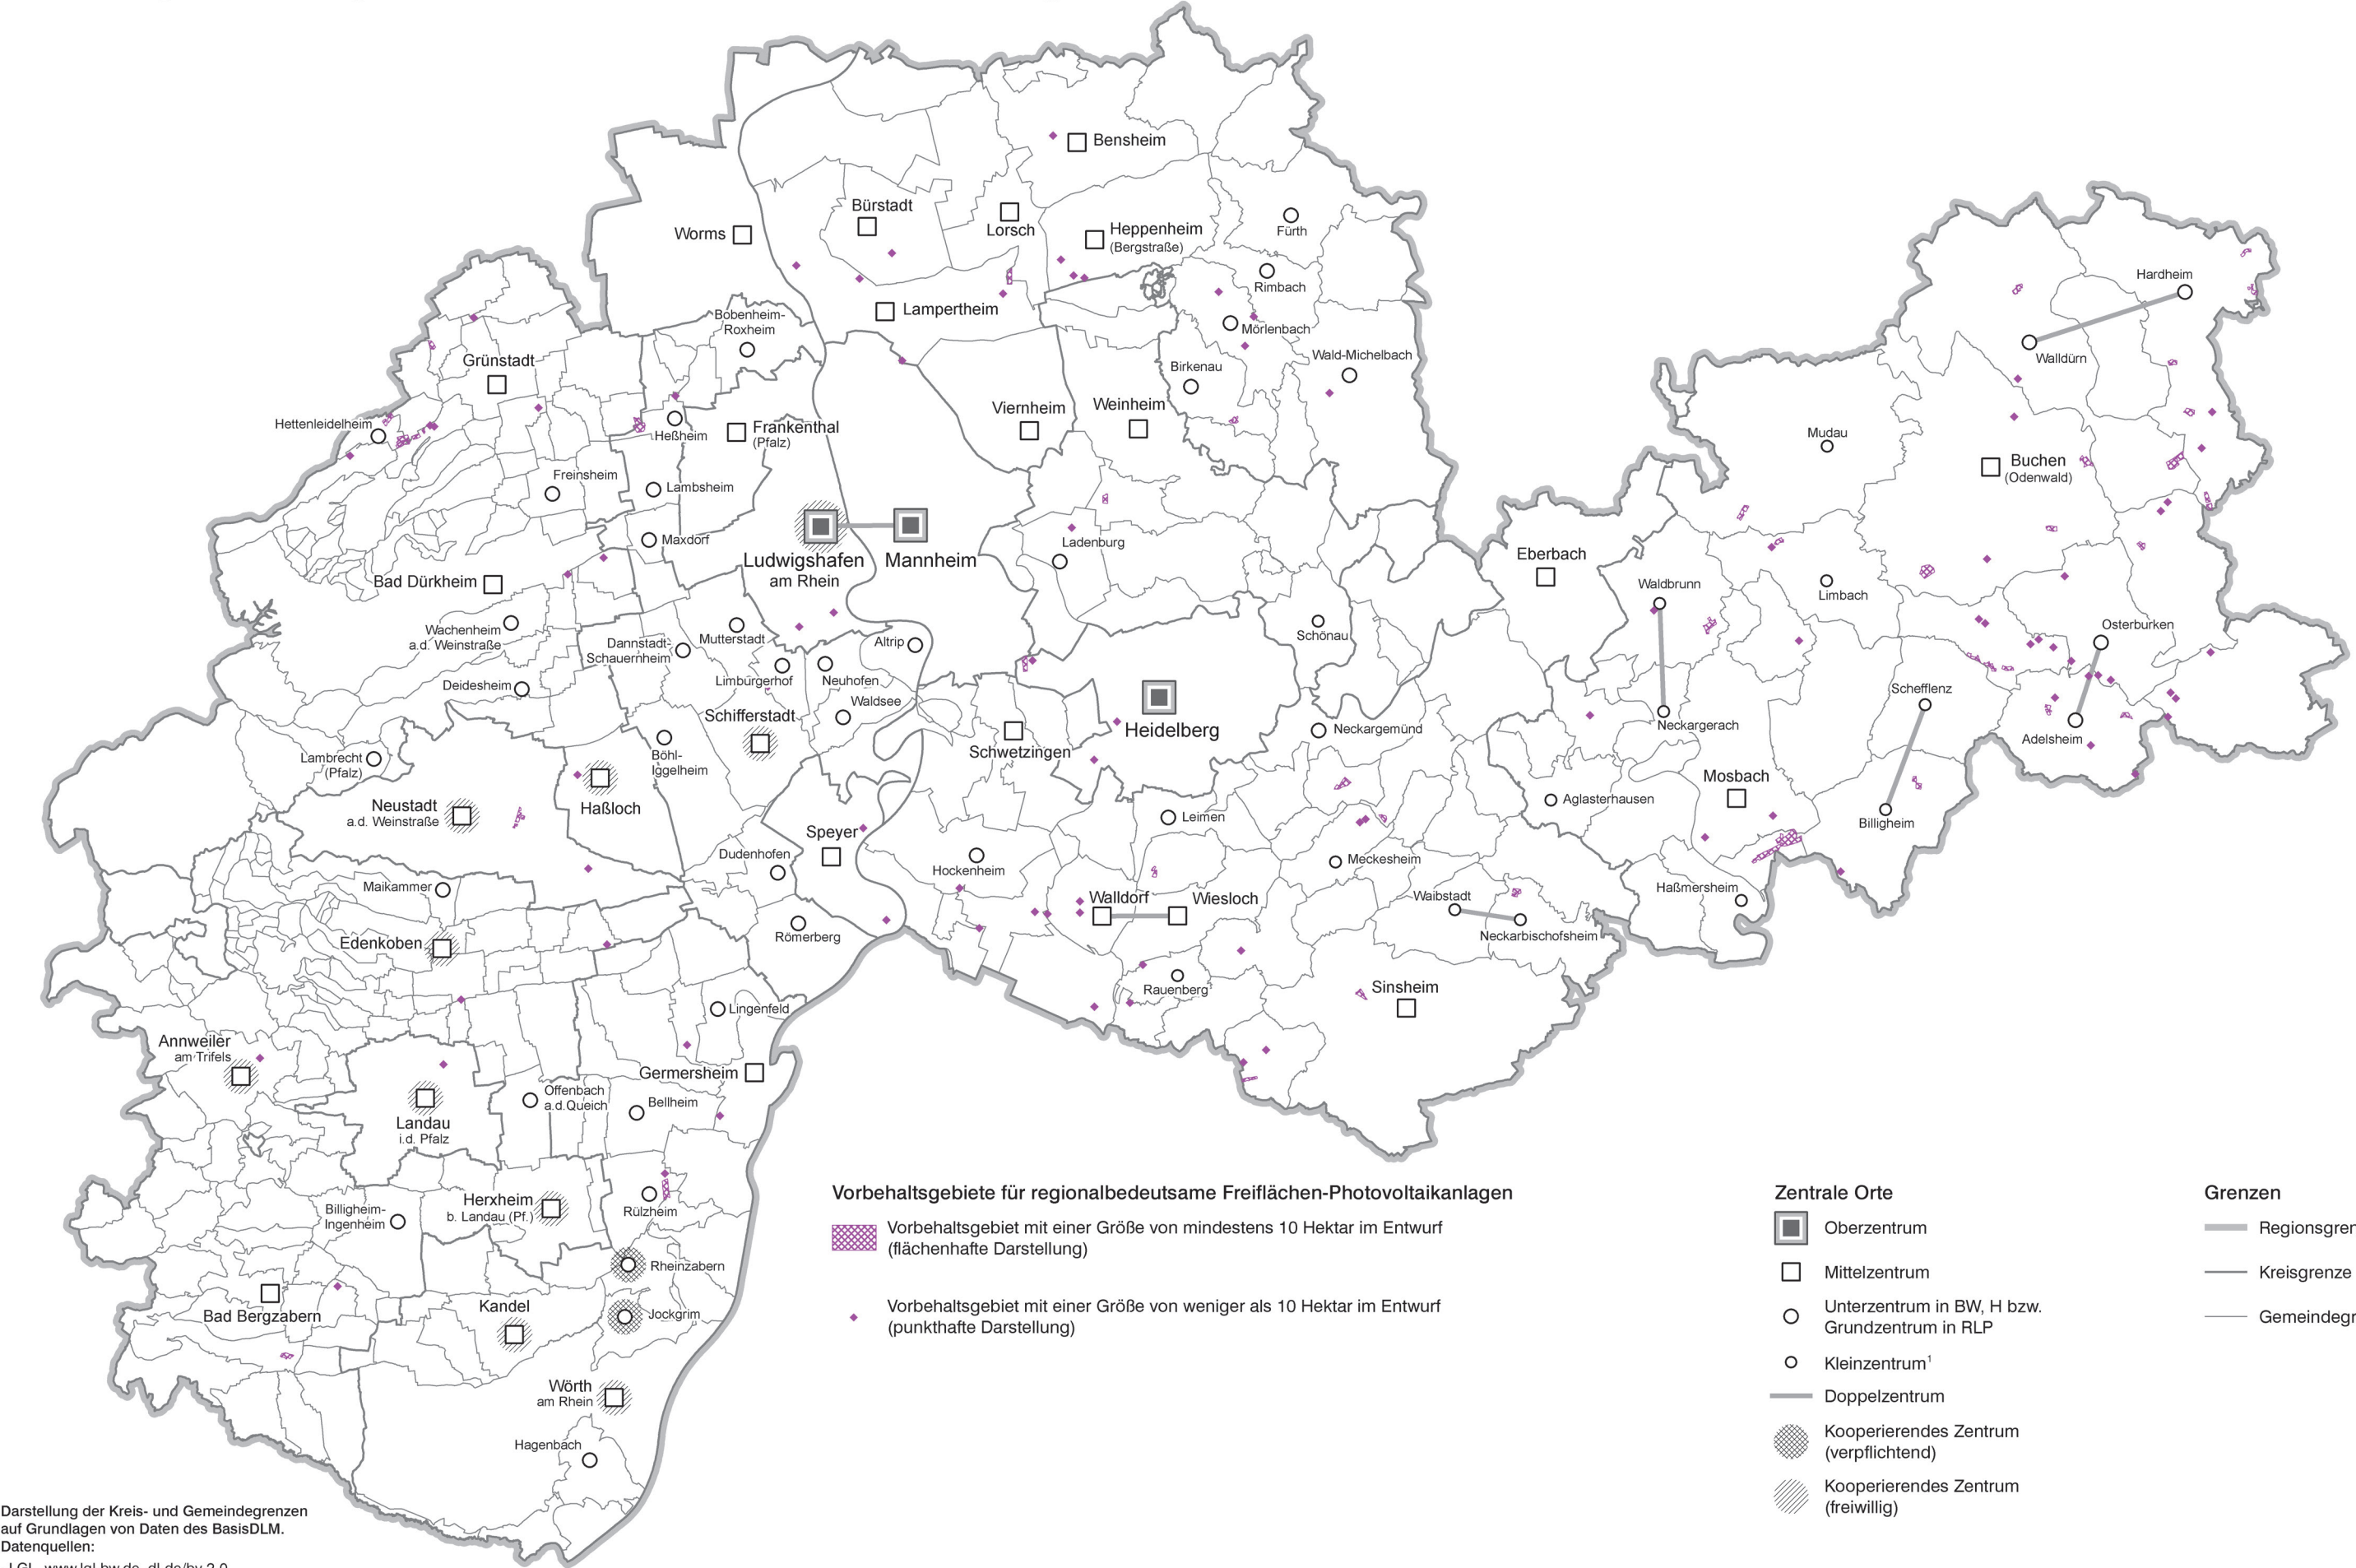 Bensheim
Bürstadt
Lorsch
Worms
Heppenheim
(Bergstraße)
Fürth
Rimbach
Lampertheim
Bobenheim-
Roxheim
Mörlenbach
Hardheim
Walldürn
Grünstadt
Wald-Michelbach
Birkenau
Viernheim
Weinheim
Hettenleidelheim
Heßheim
Frankenthal
(Pfalz)
Mudau
Buchen
(Odenwald)
Freinsheim
Lambsheim
Maxdorf
Ludwigshafen
am Rhein
Mannheim
Ladenburg
Eberbach
Waldbrunn
Limbach
Bad Dürkheim
Wachenheim
a.d. Weinstraße
Dannstadt-
Schauernheim
Mutterstadt
Altrip
Schönau
Osterburken
Limburgerhof
Neuhofen
Deidesheim
Waldsee
Schefflenz
Schifferstadt
Heidelberg
Neckargemünd
Neckargerach
Adelsheim
Schwetzingen
Lambrecht
(Pfalz)
Böhl-
Iggelheim
Mosbach
Aglasterhausen
Neustadt
a.d. Weinstraße
Haßloch
Leimen
Billigheim
Speyer
Dudenhofen
Hockenheim
Meckesheim
Maikammer
Haßmersheim
Walldorf
Wiesloch
Waibstadt
Neckarbischofsheim
Römerberg
Edenkoben
Rauenberg
Sinsheim
Lingenfeld
Annweiler
am Trifels
Germersheim
Offenbach
a.d.Queich
Bellheim
Landau
i.d. Pfalz
Herxheim
b. Landau (Pf.)
Rülzheim
Billigheim-
Ingenheim
Rheinzabern
Bad Bergzabern
Kandel
Jockgrim
Wörth
am Rhein
Hagenbach
Vorbehaltsgebiete für regionalbedeutsame Freiflächen-Photovoltaikanlagen
Vorbehaltsgebiet mit einer Größe von mindestens 10 Hektar im Entwurf
(flächenhafte Darstellung)
Vorbehaltsgebiet mit einer Größe von weniger als 10 Hektar im Entwurf
(punkthafte Darstellung)
Zentrale Orte
Oberzentrum
Mittelzentrum
Unterzentrum in BW, H bzw.
Grundzentrum in RLP
Kleinzentrum¹
Doppelzentrum
Kooperierendes Zentrum
(verpflichtend)
Kooperierendes Zentrum
(freiwillig)
Grenzen
Regionsgren
Kreisgrenze
Gemeindegr
Darstellung der Kreis- und Gemeindegrenzen
auf Grundlagen von Daten des BasisDLM.
Datenquellen: